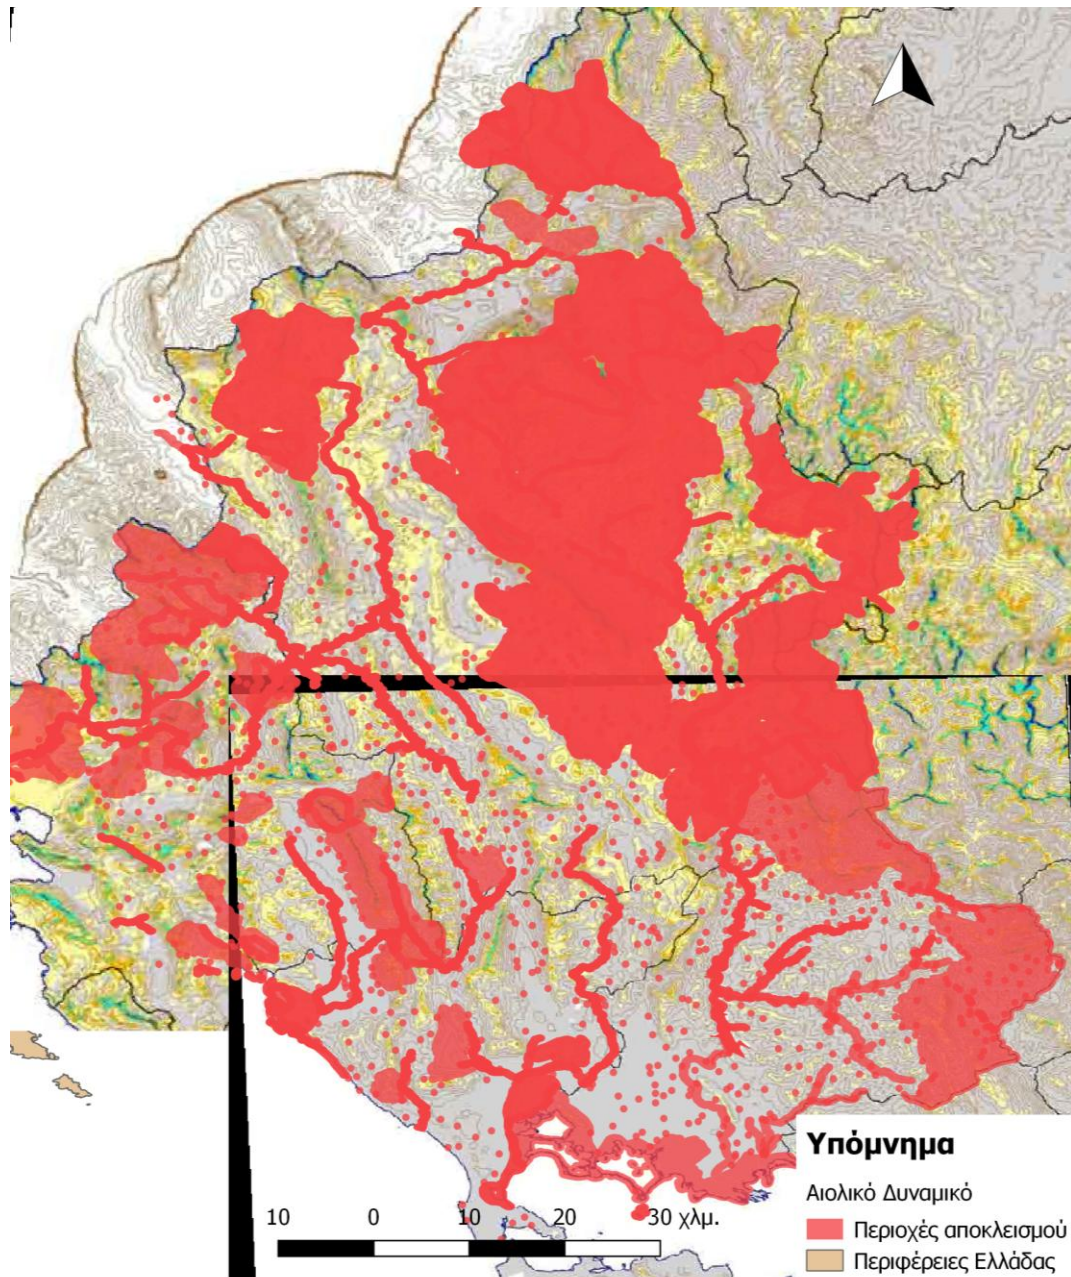 Υπόμνημα
Αιολικό Δυναμικό
Περιοχές αποκλεισμού
Περιφέρειες Ελλάδας
10 0 10 20 30 χλμ.